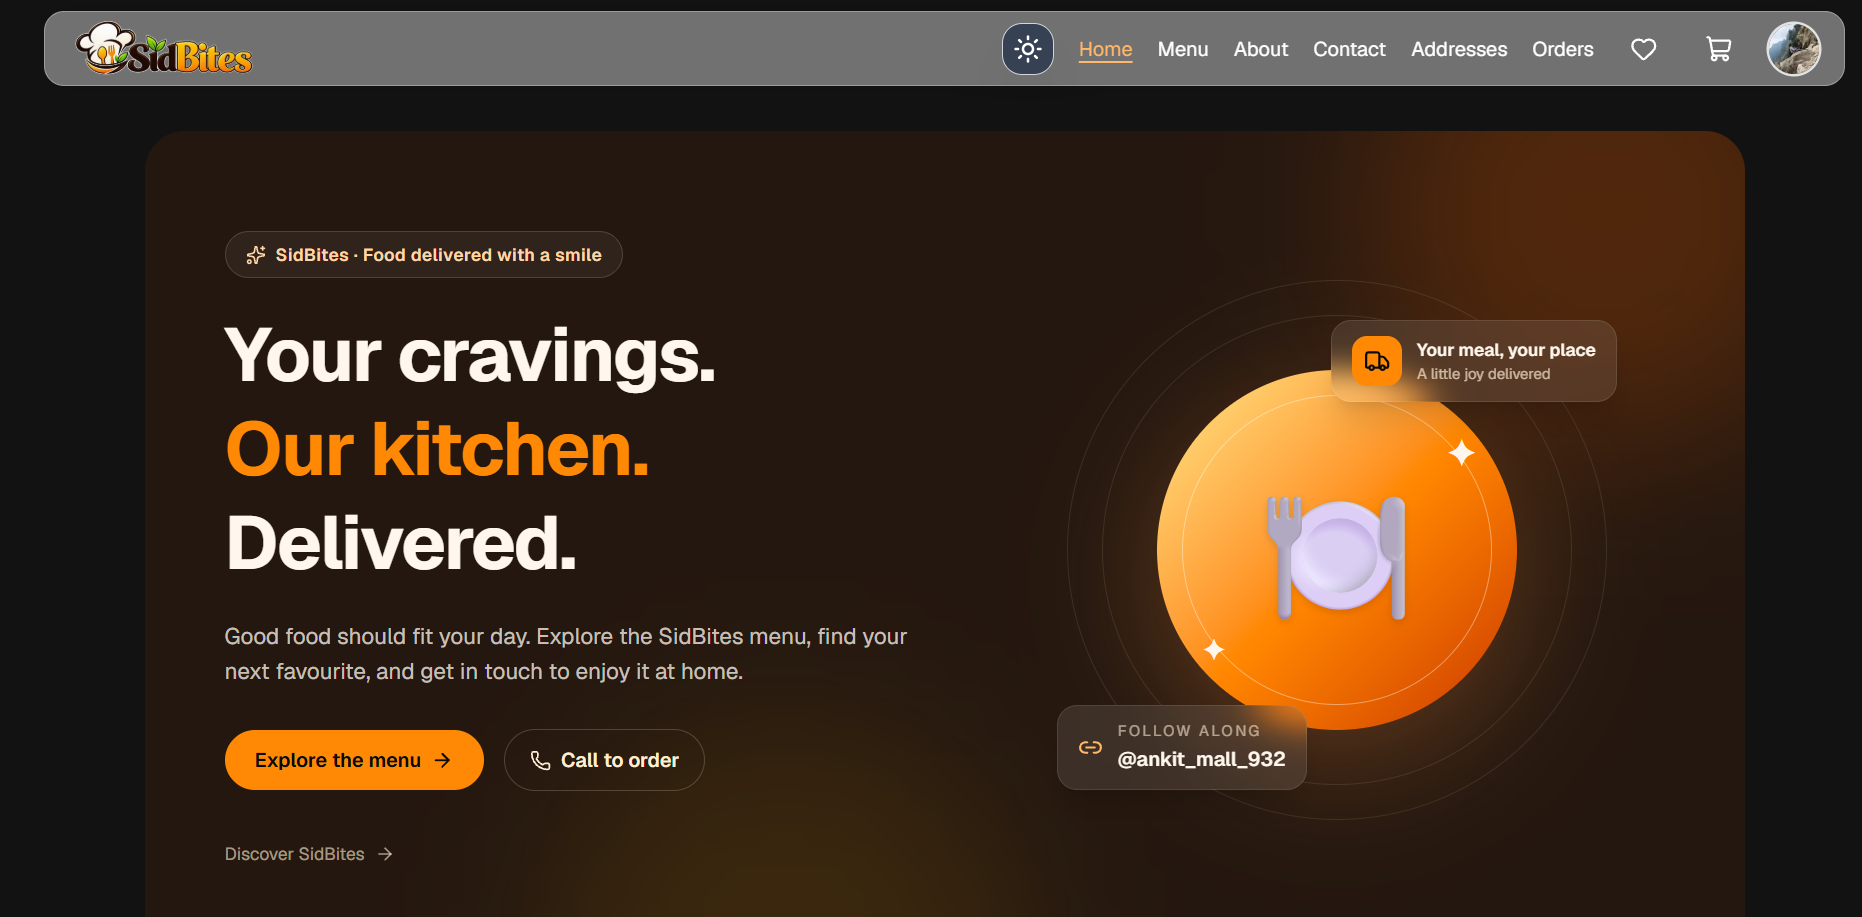 SidBites
Home Menu About Contact Addresses Orders
SidBites · Food delivered with a smile
Your cravings.
Our kitchen.
Delivered.
Good food should fit your day. Explore the SidBites menu, find your
next favourite, and get in touch to enjoy it at home.
Explore the menu
Call to order
Discover SidBites
Your meal, your place
A little joy delivered
FOLLOW ALONG
@ankit_mall_932